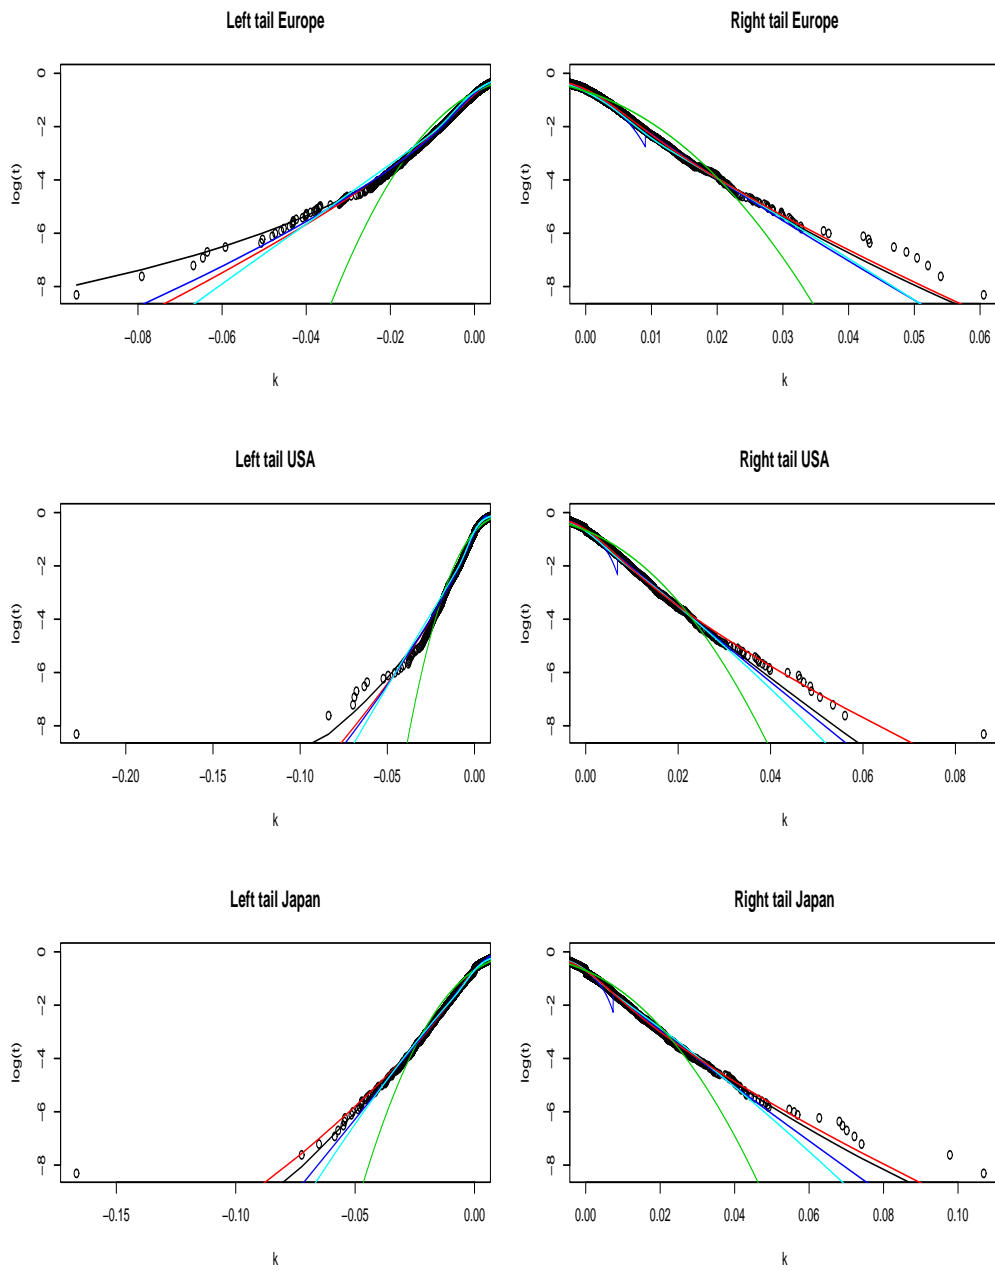 Left tail Europe
Right tail Europe
log(t)
0
−2
−4
−6
−8
−0.08 −0.06 −0.04 −0.02 0.00
k
log(t)
0
−2
−4
−6
−8
0.00 0.01 0.02 0.03 0.04 0.05 0.06
k
Left tail USA
Right tail USA
log(t)
0
−2
−4
−6
−8
−0.20 −0.15 −0.10 −0.05 0.00
k
log(t)
0
−2
−4
−6
−8
0.00 0.02 0.04 0.06 0.08
k
Left tail Japan
Right tail Japan
log(t)
0
−2
−4
−6
−8
−0.15 −0.10 −0.05 0.00
k
log(t)
0
−2
−4
−6
−8
0.00 0.02 0.04 0.06 0.08 0.10
k